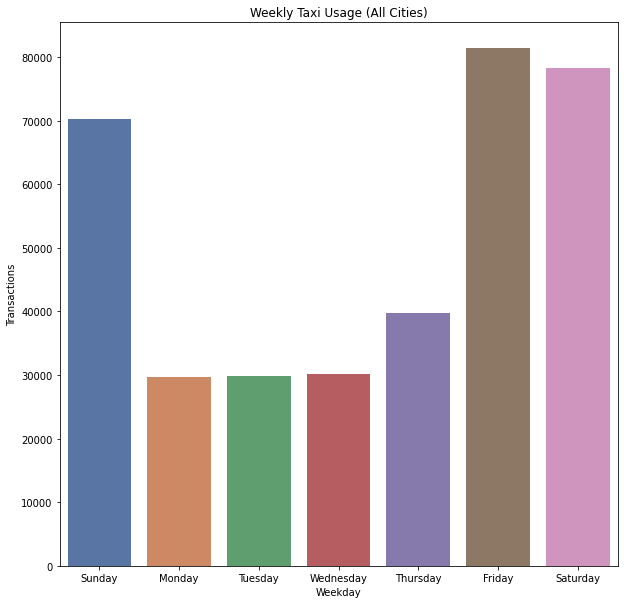 Weekly Taxi Usage (All Cities)
80000
70000
60000
50000
40000
30000
20000
10000
0
Transactions
Sunday Monday Tuesday Wednesday Thursday Friday Saturday
Weekday